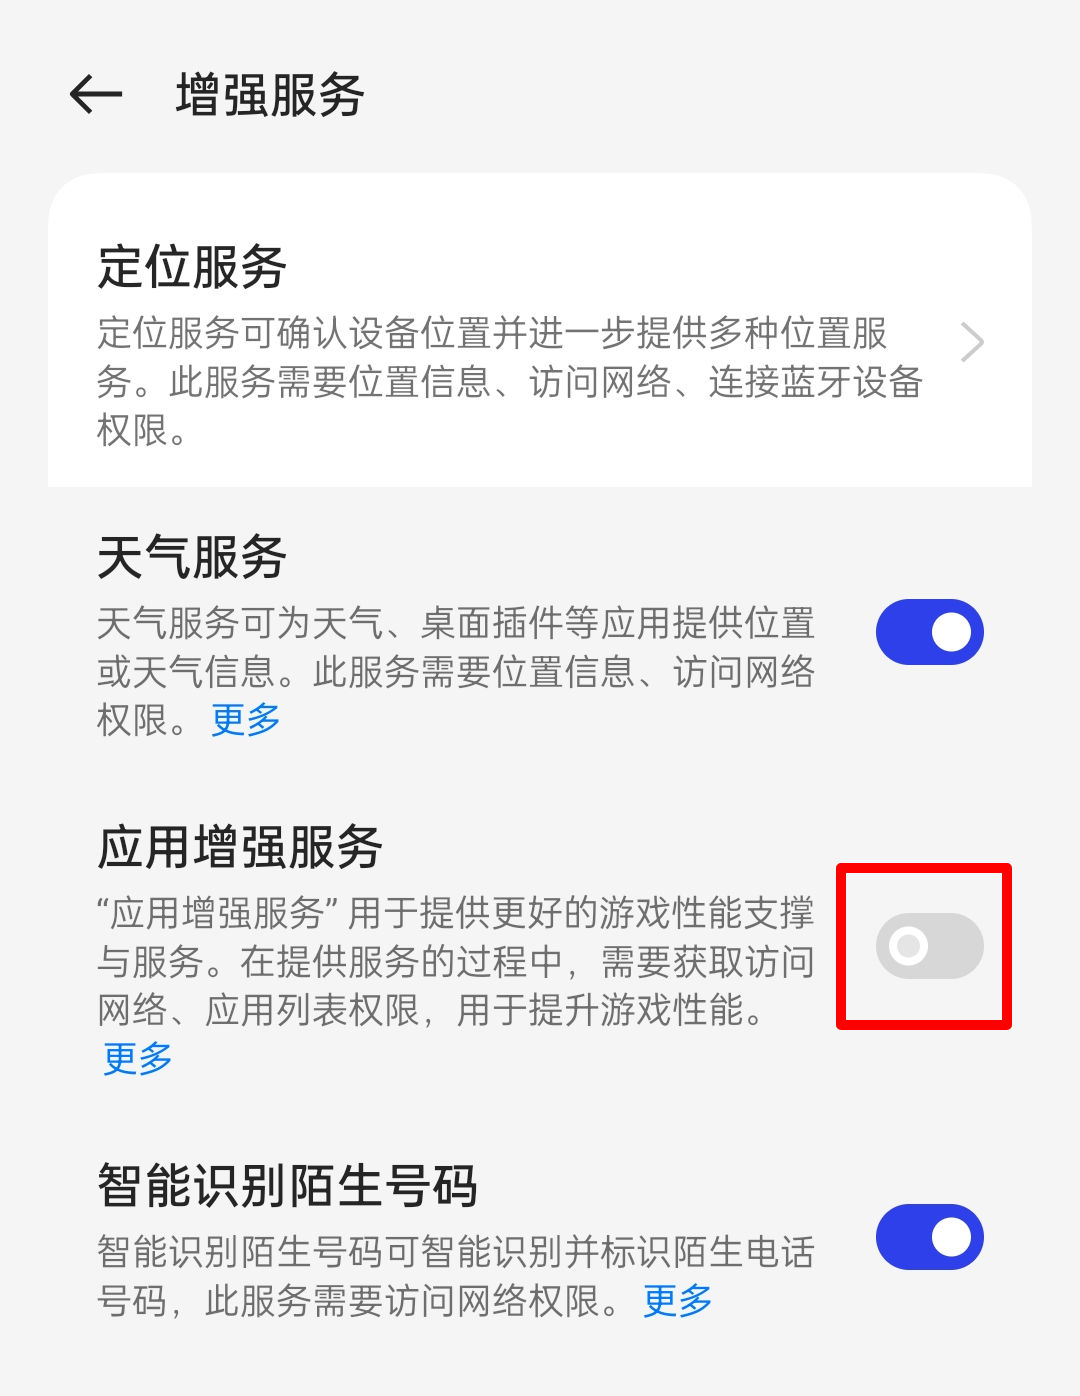 增强服务
定位服务
定位服务可确认设备位置并进一步提供多种位置服
务。此服务需要位置信息、访问网络、连接蓝牙设备
权限。
天气服务
天气服务可为天气、桌面插件等应用提供位置
或天气信息。此服务需要位置信息、访问网络
权限。 更多
应用增强服务
“应用增强服务” 用于提供更好的游戏性能支撑
与服务。在提供服务的过程中，需要获取访问
网络、应用列表权限，用于提升游戏性能。
更多
智能识别陌生号码
智能识别陌生号码可智能识别并标识陌生电话
号码，此服务需要访问网络权限。 更多